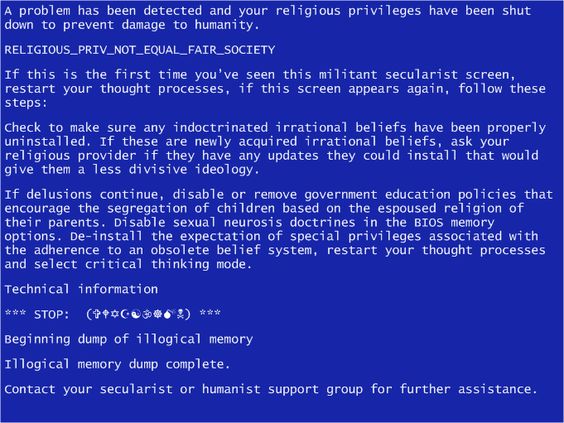 A problem has been detected and your religious privileges have been shut
down to prevent damage to humanity.
RELIGIOUS_PRIV_NOT_EQUAL_FAIR_SOCIETY
If this is the first time you've seen this militant secularist screen,
restart your thought processes, if this screen appears again, follow these
steps:
Check to make sure any indoctrinated irrational beliefs have been properly
uninstalled. If these are newly acquired irrational beliefs, ask your
religious provider if they have any updates they could install that would
give them a less divisive ideology.
If delusions continue, disable or remove government education policies that
encourage the segregation of children based on the espoused religion of
their parents. Disable sexual neurosis doctrines in the BIOS memory
options. De-install the expectation of special privileges associated with
the adherence to an obsolete belief system, restart your thought processes
and select critical thinking mode.
Technical information
*** STOP:  (✞🕈✡☪☯ॐ☸💣☠) ***
Beginning dump of illogical memory
Illogical memory dump complete.
Contact your secularist or humanist support group for further assistance.